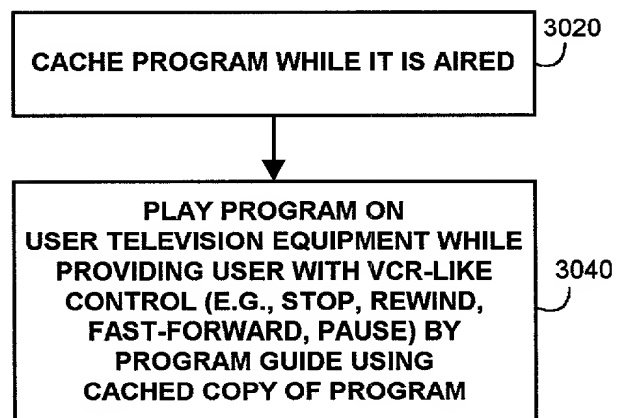 3020
CACHE PROGRAM WHILE IT IS AIRED
PLAY PROGRAM ON
USER TELEVISION EQUIPMENT WHILE
PROVIDING USER WITH VCR-LIKE
CONTROL (E.G., STOP, REWIND,
FAST-FORWARD, PAUSE) BY
PROGRAM GUIDE USING
CACHED COPY OF PROGRAM
3040